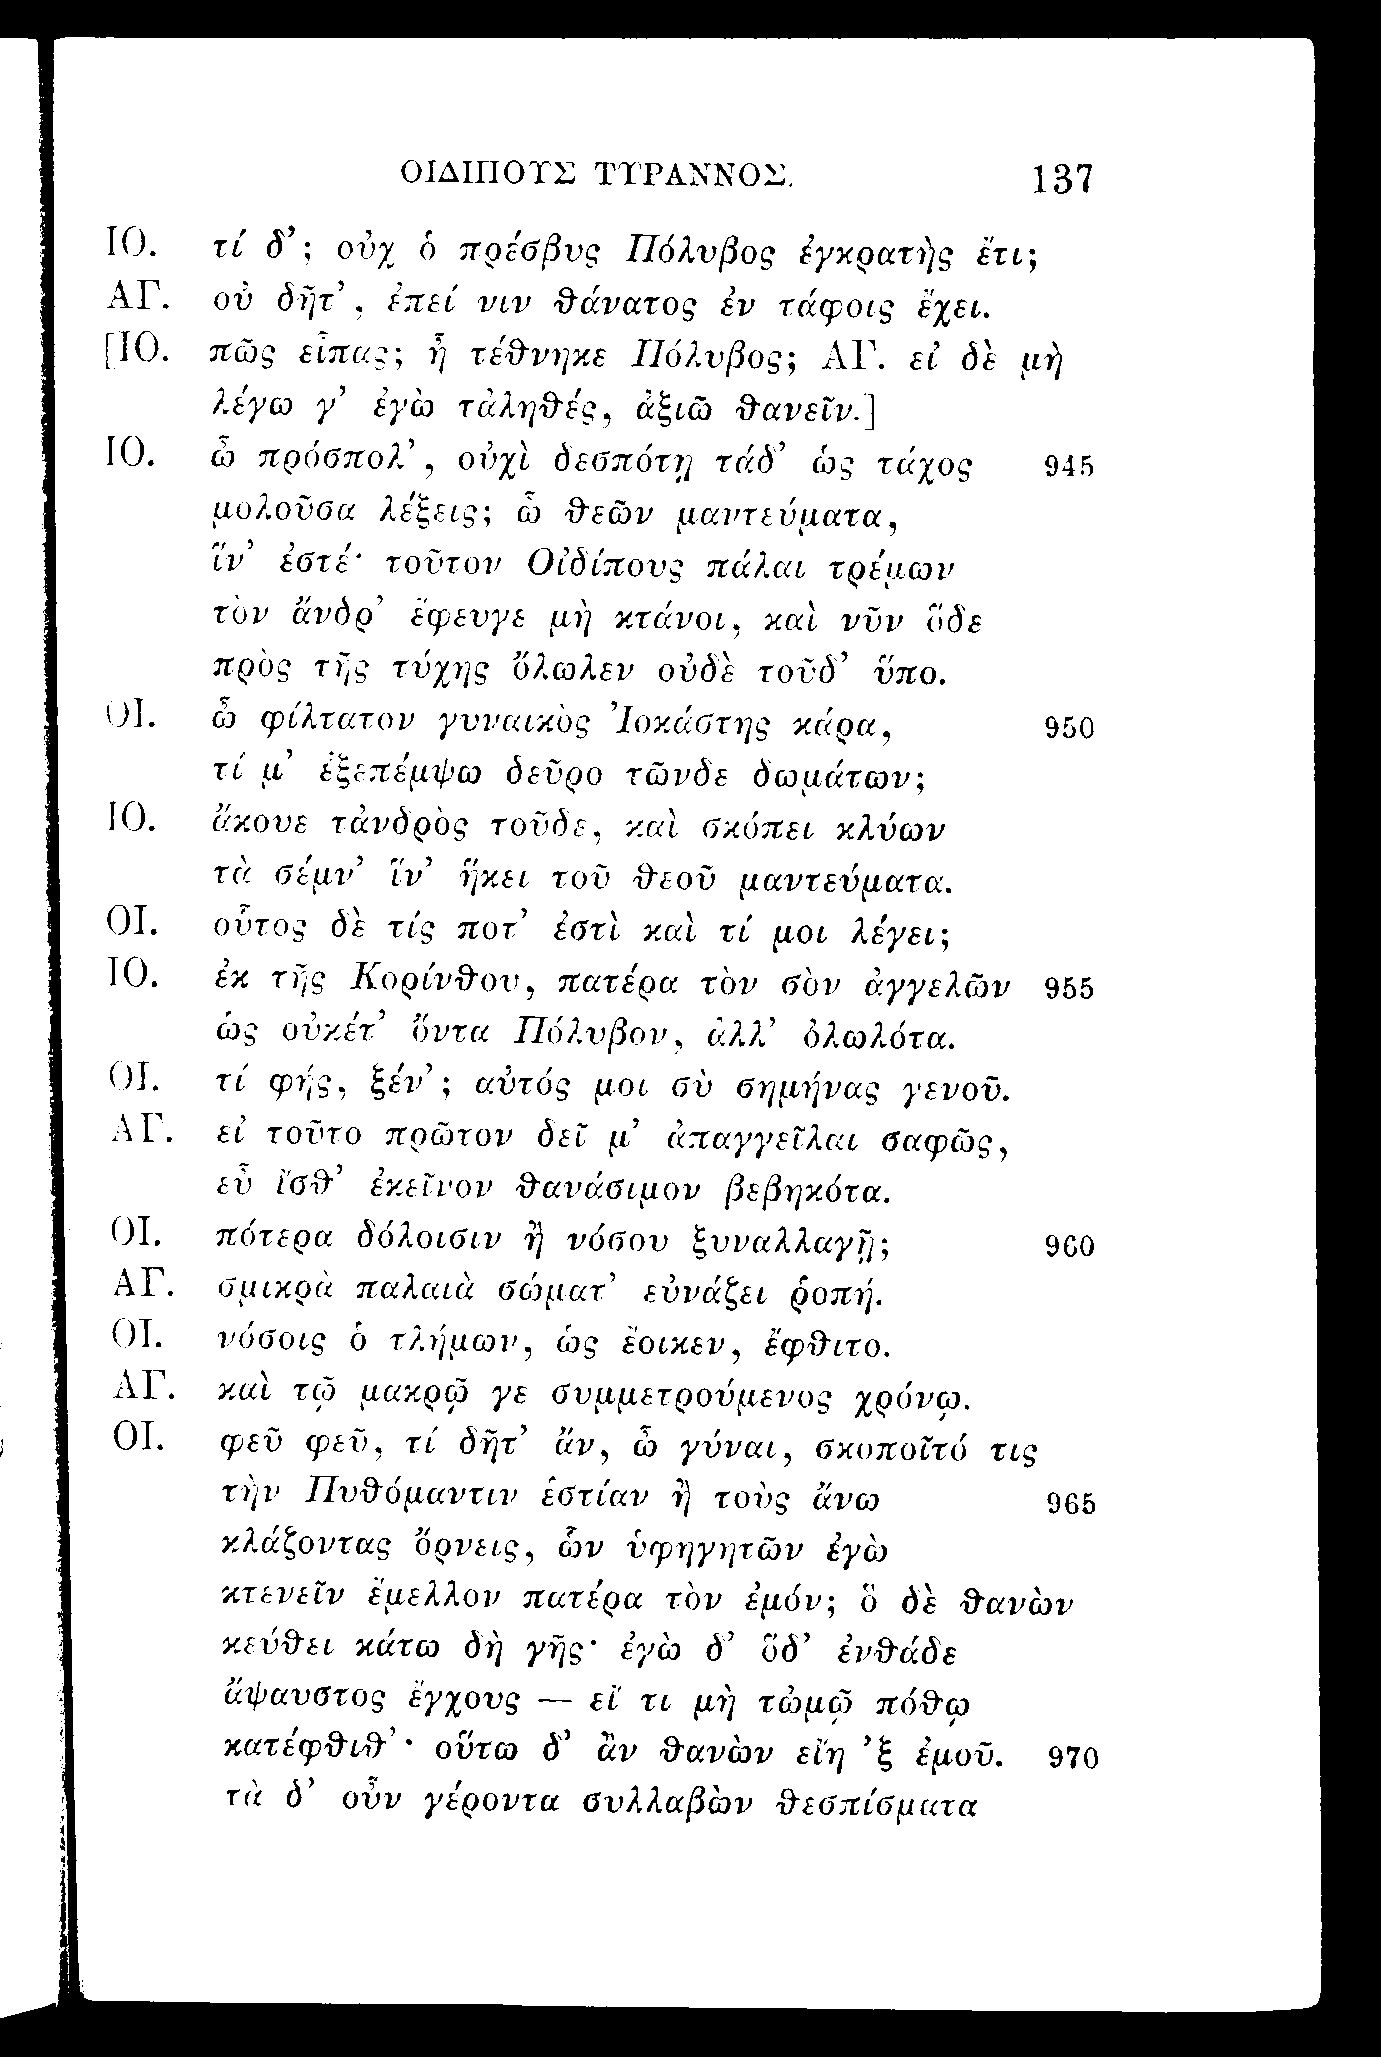 ΟΙΔΙΠΟΥΣ ΤΥΡΑΝΝΟΣ. 137
ΙΟ. τί δ’; οὐχ ὁ πρέσβυς Πόλυβος ἐγκρατὴς ἔτι;
ΑΓ. οὐ δῆτ’, ἐπεί νιν θάνατος ἐν τάφοις ἔχει.
[ΙΟ. πῶς εἶπας; ἦ τέθνηκε Πόλυβος; ΑΓ. εἰ δὲ μὴ
λέγω γ’ ἐγὼ τἀληθές, ἀξιῶ θανεῖν.]
ΙΟ. ὦ πρόσπολ’, οὐχὶ δεσπότῃ τάδ’ ὡς τάχος 945
μολοῦσα λέξεις; ὦ θεῶν μαντεύματα,
ἵν’ ἐστέ· τοῦτον Οἰδίπους πάλαι τρέμων
τὸν ἄνδρ’ ἔφευγε μὴ κτάνοι, καὶ νῦν ὅδε
πρὸς τῆς τύχης ὄλωλεν οὐδὲ τοῦδ’ ὕπο.
ΟΙ. ὦ φίλτατον γυναικὸς Ἰοκάστης κάρα, 950
τί μ’ ἐξεπέμψω δεῦρο τῶνδε δωμάτων;
ΙΟ. ἄκουε τἀνδρὸς τοῦδε, καὶ σκόπει κλύων
τὰ σέμν’ ἵν’ ἥκει τοῦ θεοῦ μαντεύματα.
ΟΙ. οὗτος δὲ τίς ποτ’ ἐστὶ καὶ τί μοι λέγει;
ΙΟ. ἐκ τῆς Κορίνθου, πατέρα τὸν σὸν ἀγγελῶν 955
ὡς οὐκέτ’ ὄντα Πόλυβον, ἀλλ’ ὀλωλότα.
ΟΙ. τί φής, ξέν’; αὐτός μοι σὺ σημήνας γενοῦ.
ΑΓ. εἰ τοῦτο πρῶτον δεῖ μ’ ἀπαγγεῖλαι σαφῶς,
εὖ ἴσθ’ ἐκεῖνον θανάσιμον βεβηκότα.
ΟΙ. πότερα δόλοισιν ἢ νόσου ξυναλλαγῇ; 960
ΑΓ. σμικρὰ παλαιὰ σώματ’ εὐνάζει ῥοπή.
ΟΙ. νόσοις ὁ τλήμων, ὡς ἔοικεν, ἔφθιτο.
ΑΓ. καὶ τῷ μακρῷ γε συμμετρούμενος χρόνῳ.
ΟΙ. φεῦ φεῦ, τί δῆτ’ ἄν, ὦ γύναι, σκοποῖτό τις
τὴν Πυθόμαντιν ἑστίαν ἢ τοὺς ἄνω 965
κλάζοντας ὄρνεις, ὧν ὑφηγητῶν ἐγὼ
κτενεῖν ἔμελλον πατέρα τὸν ἐμόν; ὃ δὲ θανὼν
κεύθει κάτω δὴ γῆς· ἐγὼ δ’ ὅδ’ ἐνθάδε
ἄψαυστος ἔγχους — εἴ τι μὴ τὠμῷ πόθῳ
κατέφθιθ’· οὕτω δ’ ἂν θανὼν εἴη ’ξ ἐμοῦ. 970
τὰ δ’ οὖν γέροντα συλλαβὼν θεσπίσματα